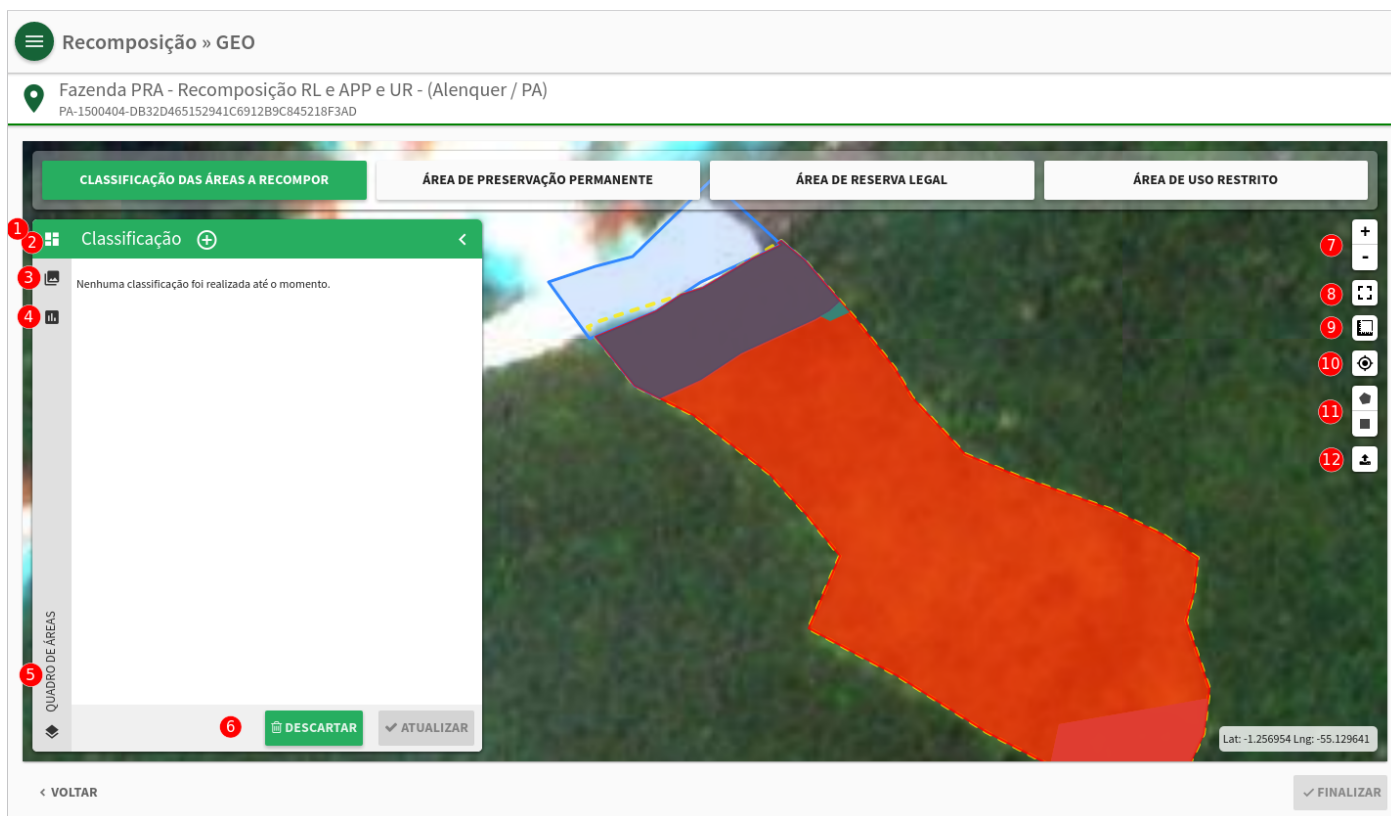 Recomposição » GEO
Fazenda PRA - Recomposição RL e APP e UR - (Alenquer / PA)
PA-1500404-DB32D465152941C6912B9C845218F3AD
CLASSIFICAÇÃO DAS ÁREAS A RECOMPOR
ÁREA DE PRESERVAÇÃO PERMANENTE
ÁREA DE RESERVA LEGAL
ÁREA DE USO RESTRITO
1
2
Classificação
3
Nenhuma classificação foi realizada até o momento.
4
5
QUADRO DE ÁREAS
6
DESCARTAR
ATUALIZAR
7
+
-
8
9
10
11
12
Lat: -1.256954 Lng: -55.129641
< VOLTAR
FINALIZAR